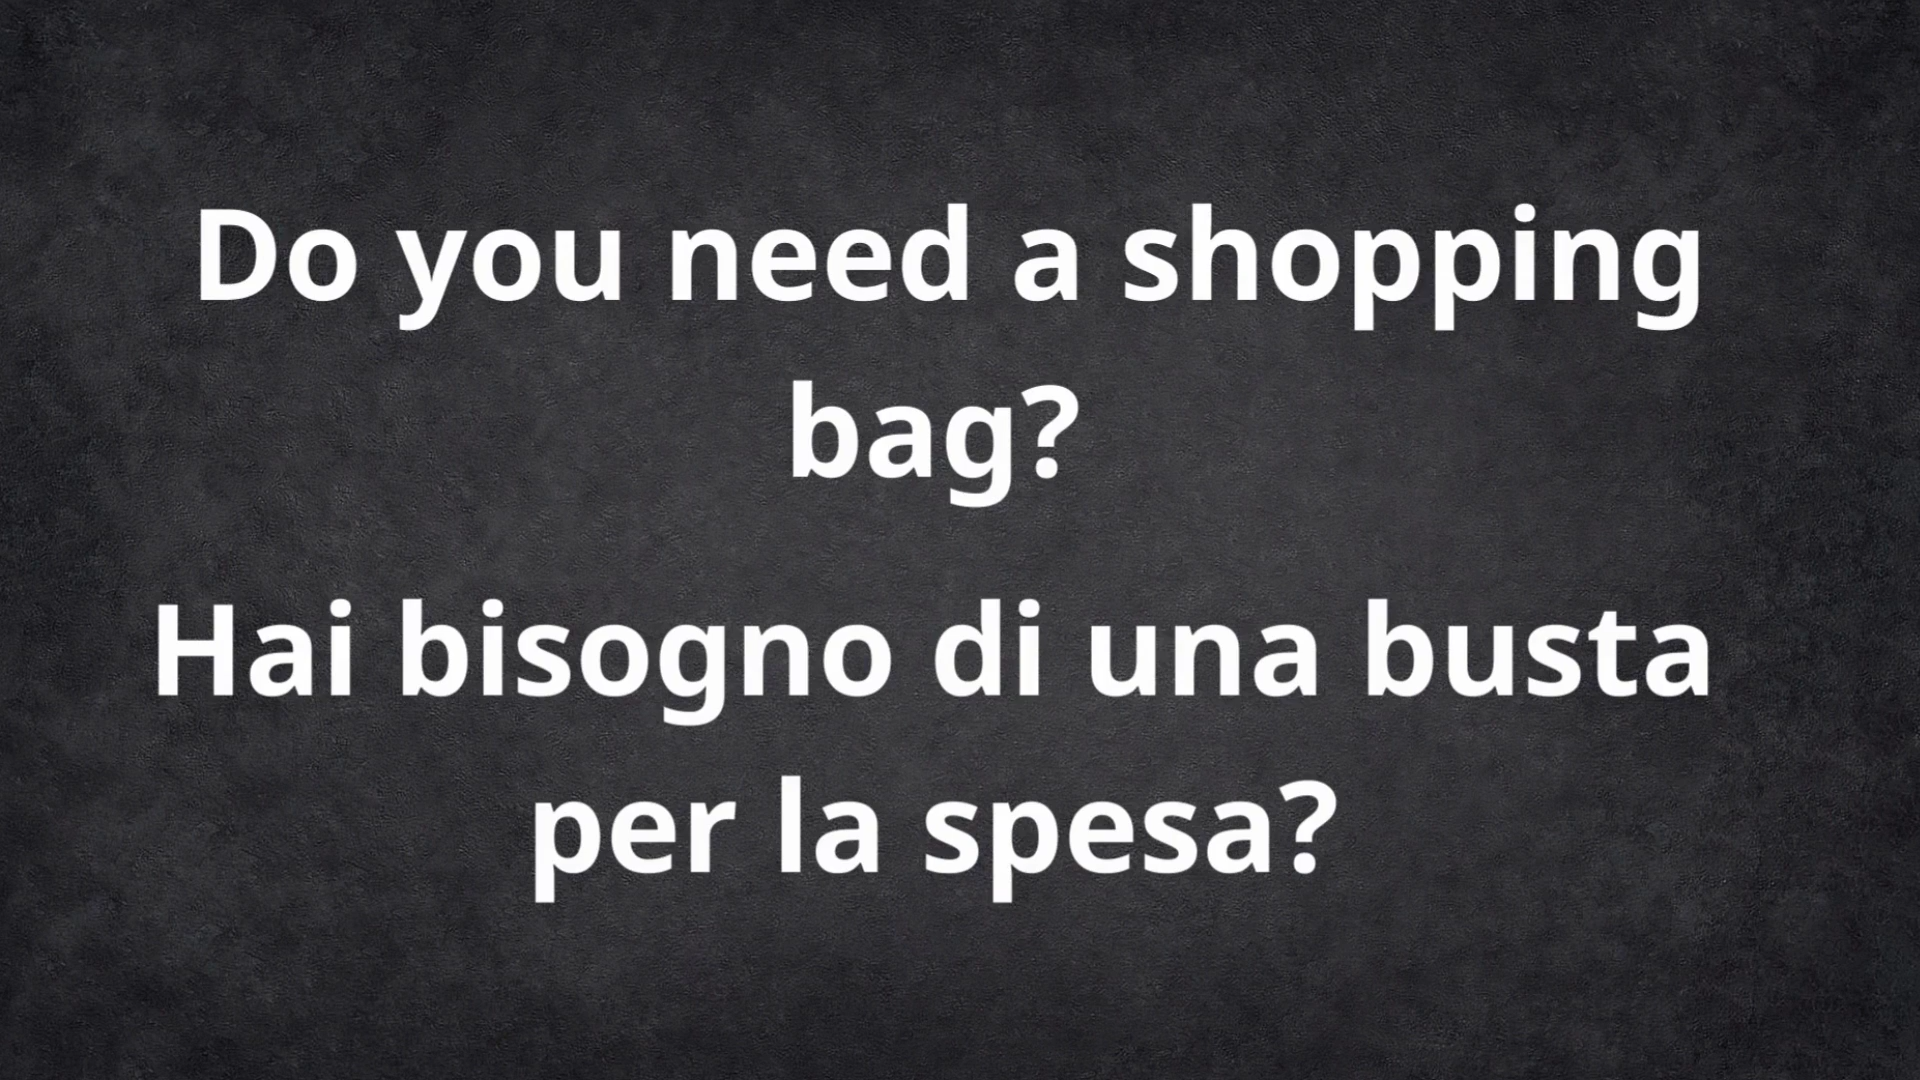 Do you need a shopping
bag?
Hai bisogno di una busta
per la spesa?